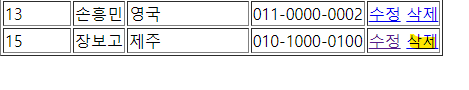 13 손흥민 영국 011-0000-0002 수정 삭제
15 장보고 제주 010-1000-0100 수정 삭제